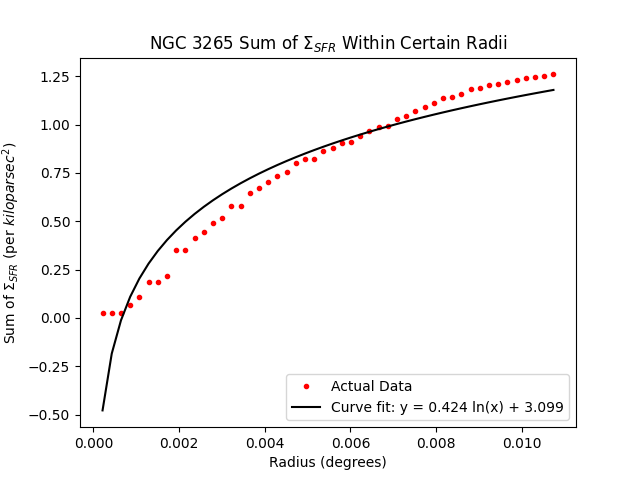 NGC 3265 Sum of Σ_SFR Within Certain Radii
Sum of Σ_SFR (per kiloparsec²)
1.25
1.00
0.75
0.50
0.25
0.00
−0.25
−0.50
Actual Data
Curve fit: y = 0.424 ln(x) + 3.099
0.000 0.002 0.004 0.006 0.008 0.010
Radius (degrees)